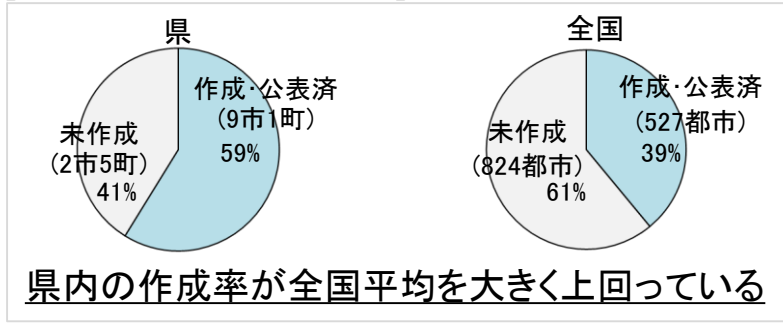 県
作成･公表済
(9市1町)
59%
未作成
(2市5町)
41%
全国
作成･公表済
(527都市)
39%
未作成
(824都市)
61%
県内の作成率が全国平均を大きく上回っている